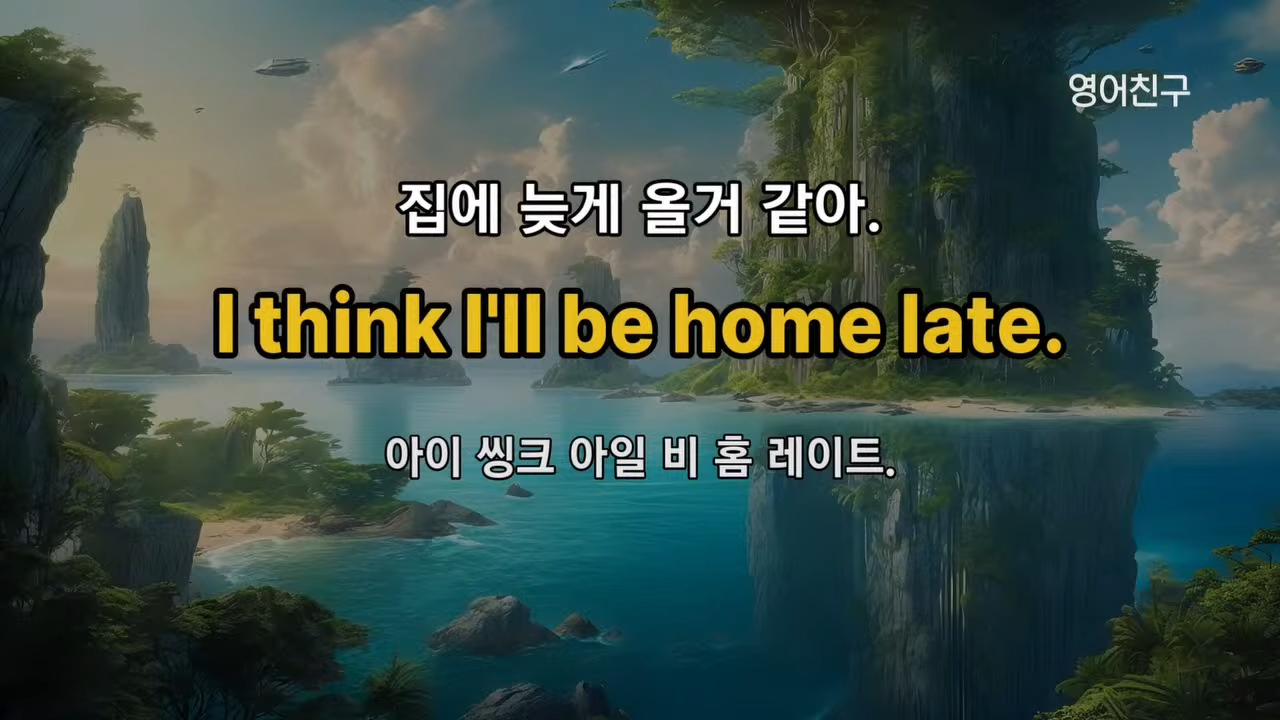 영어친구
집에 늦게 올거 같아.
I think I'll be home late.
아이 씽크 아일 비 홈 레이트.